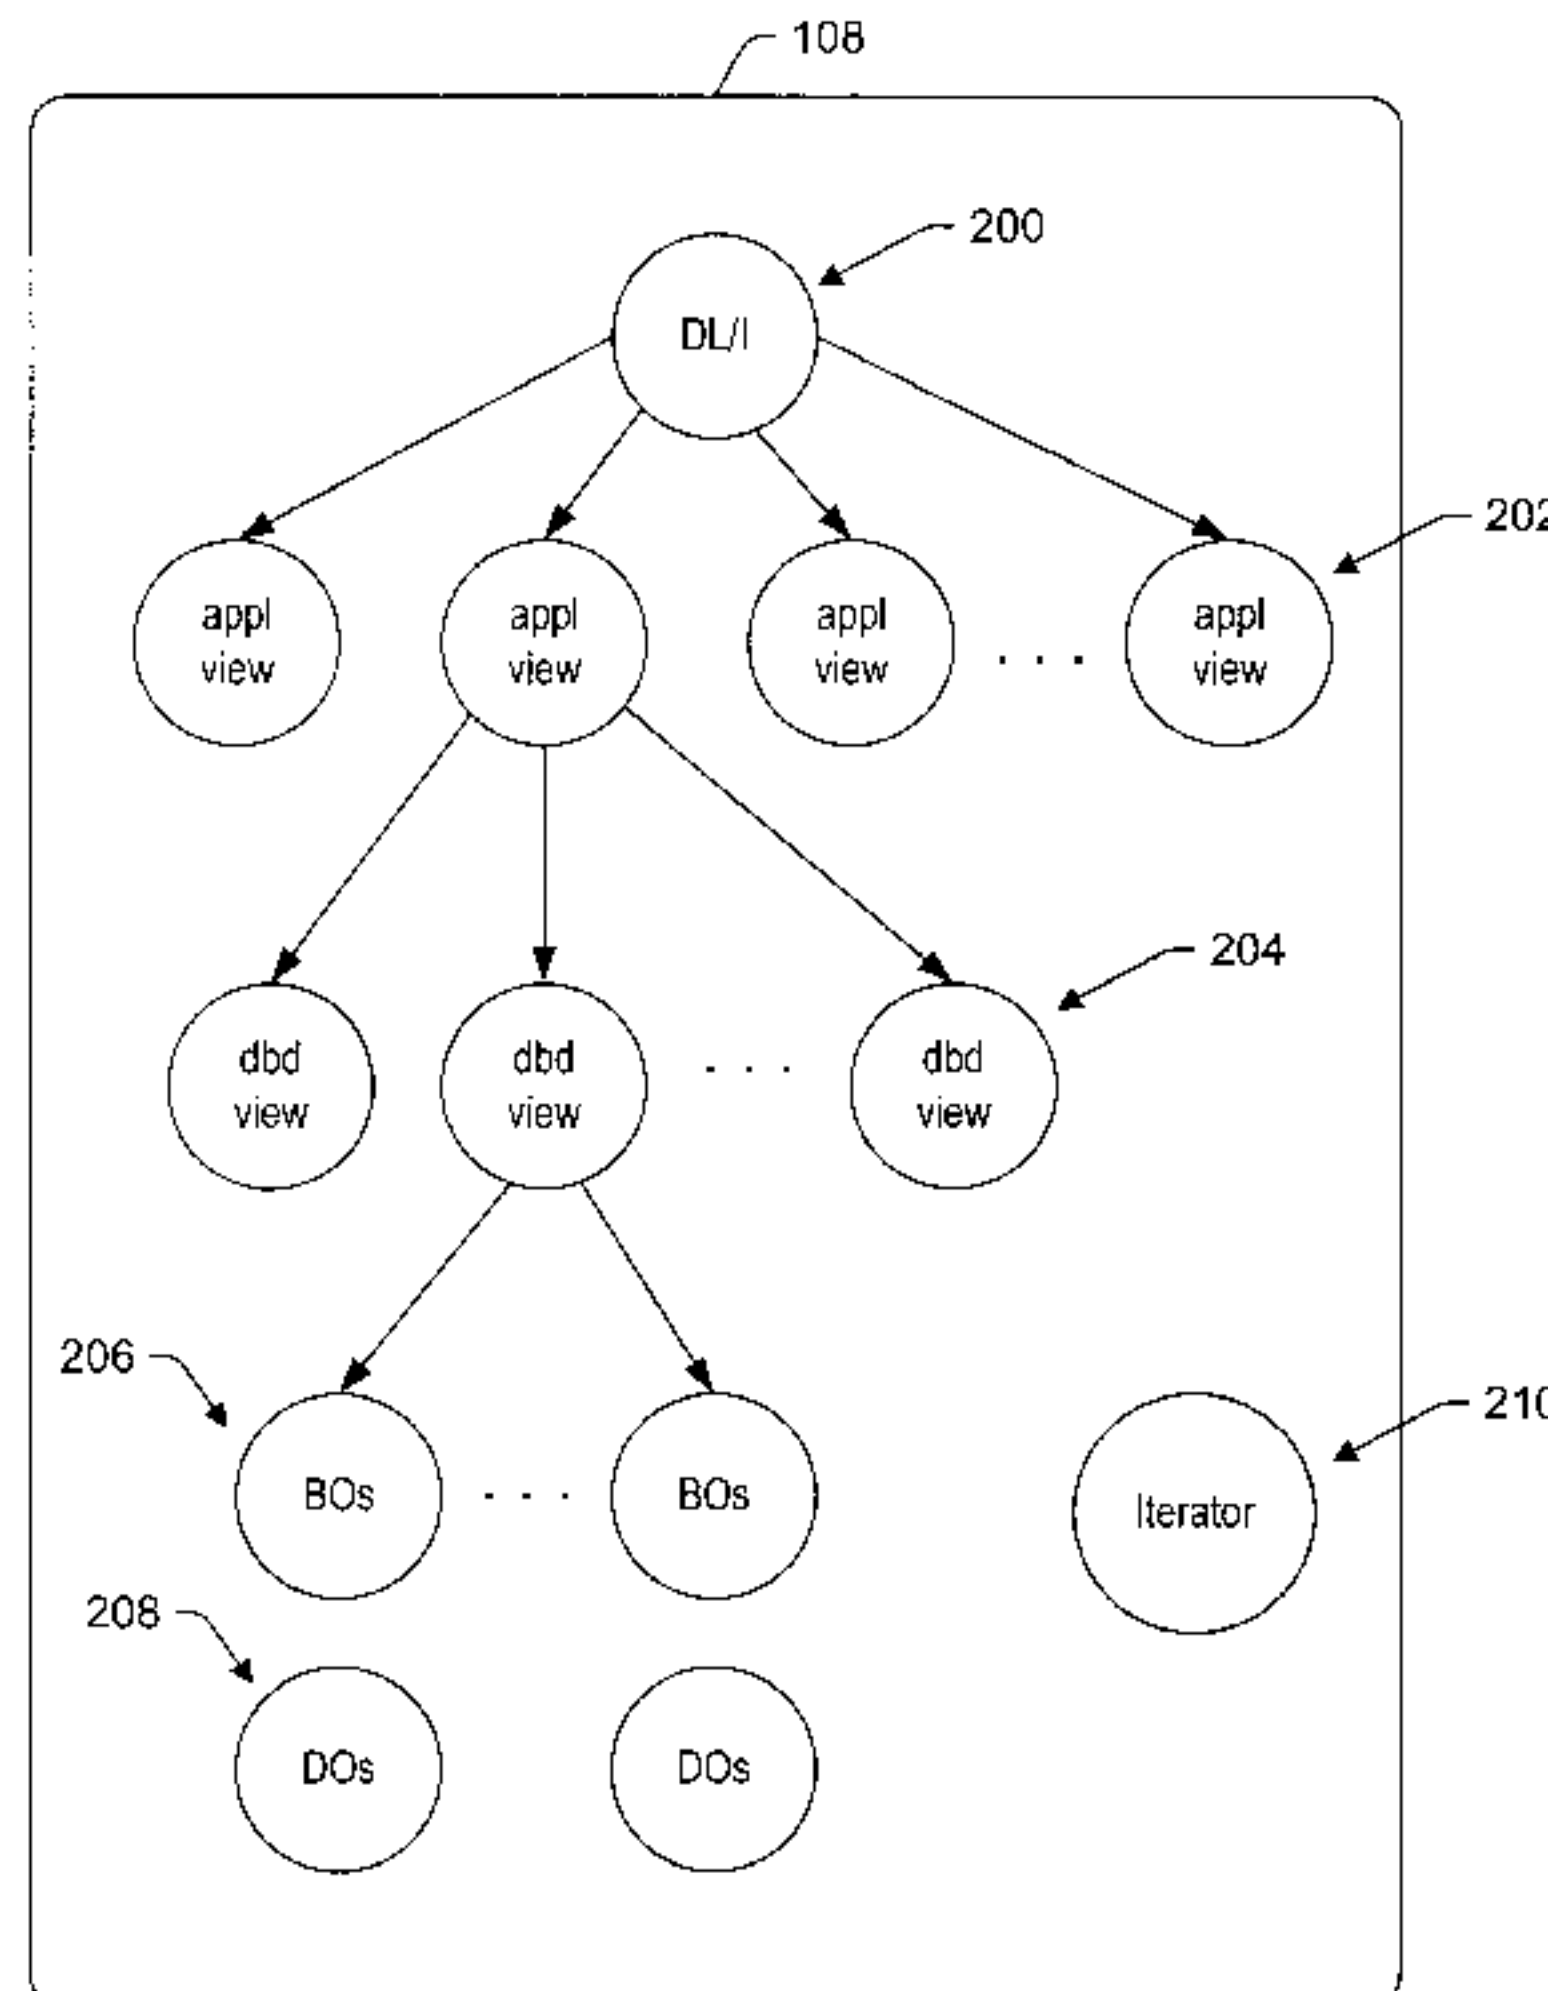 108
200
DL/I
202
appl
view
appl
view
appl
view
. . .
appl
view
204
dbd
view
dbd
view
. . .
dbd
view
206
210
BOs
. . .
BOs
Iterator
208
DOs
DOs